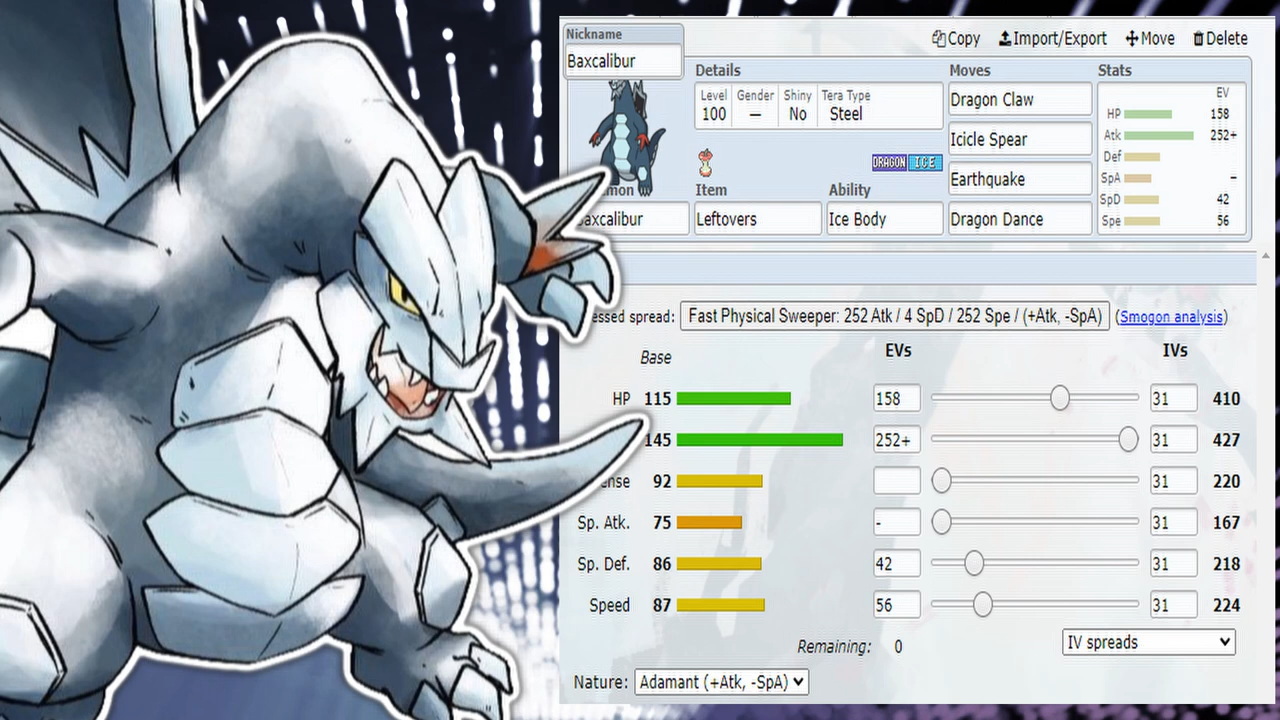 Nickname
Baxcalibur
Copy Import/Export Move Delete
Details
Level Gender Shiny Tera Type
100 — No Steel
DRAGON ICE
Item Ability
Baxcalibur Leftovers Ice Body
Moves
Dragon Claw
Icicle Spear
Earthquake
Dragon Dance
Stats
EV
HP 158
Atk 252+
Def
SpA -
SpD 42
Spe 56
spread: Fast Physical Sweeper: 252 Atk / 4 SpD / 252 Spe / (+Atk, -SpA) (Smogon analysis)
Base EVs IVs
HP 115 158 31 410
145 252+ 31 427
92 31 220
Sp. Atk. 75 - 31 167
Sp. Def. 86 42 31 218
Speed 87 56 31 224
Remaining: 0
IV spreads
Nature: Adamant (+Atk, -SpA)